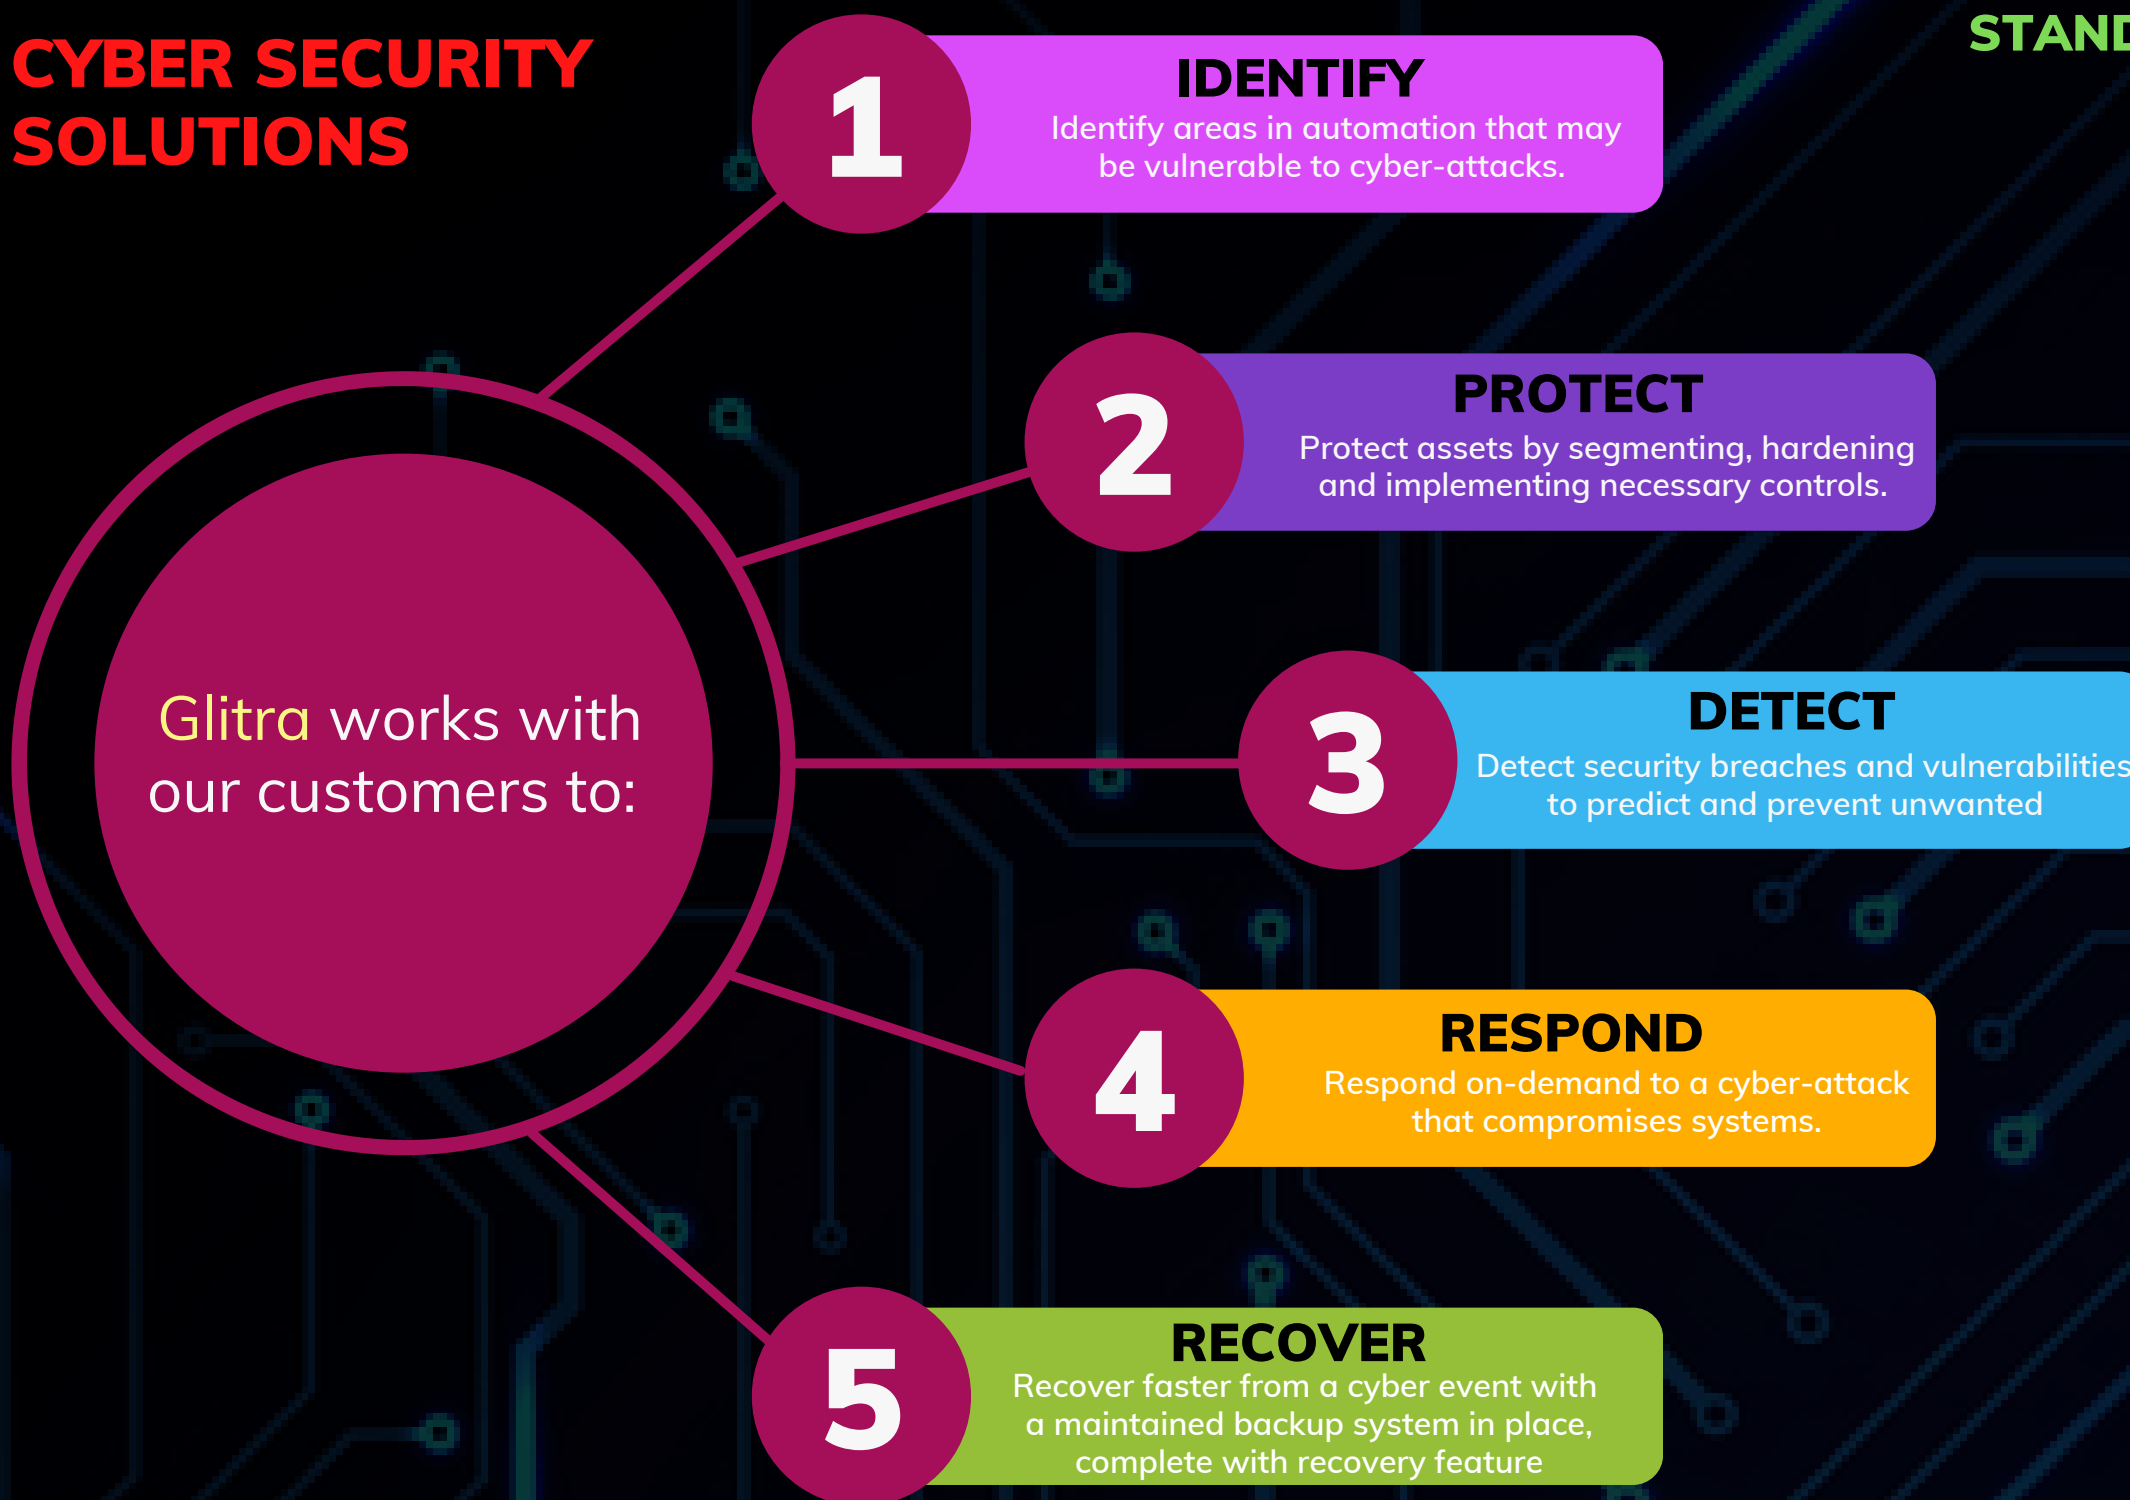 CYBER SECURITY
SOLUTIONS
STAND
1
IDENTIFY
Identify areas in automation that may
be vulnerable to cyber-attacks.
2
PROTECT
Protect assets by segmenting, hardening
and implementing necessary controls.
Glitra works with
our customers to:
3
DETECT
Detect security breaches and vulnerabilities
to predict and prevent unwanted
4
RESPOND
Respond on-demand to a cyber-attack
that compromises systems.
5
RECOVER
Recover faster from a cyber event with
a maintained backup system in place,
complete with recovery feature